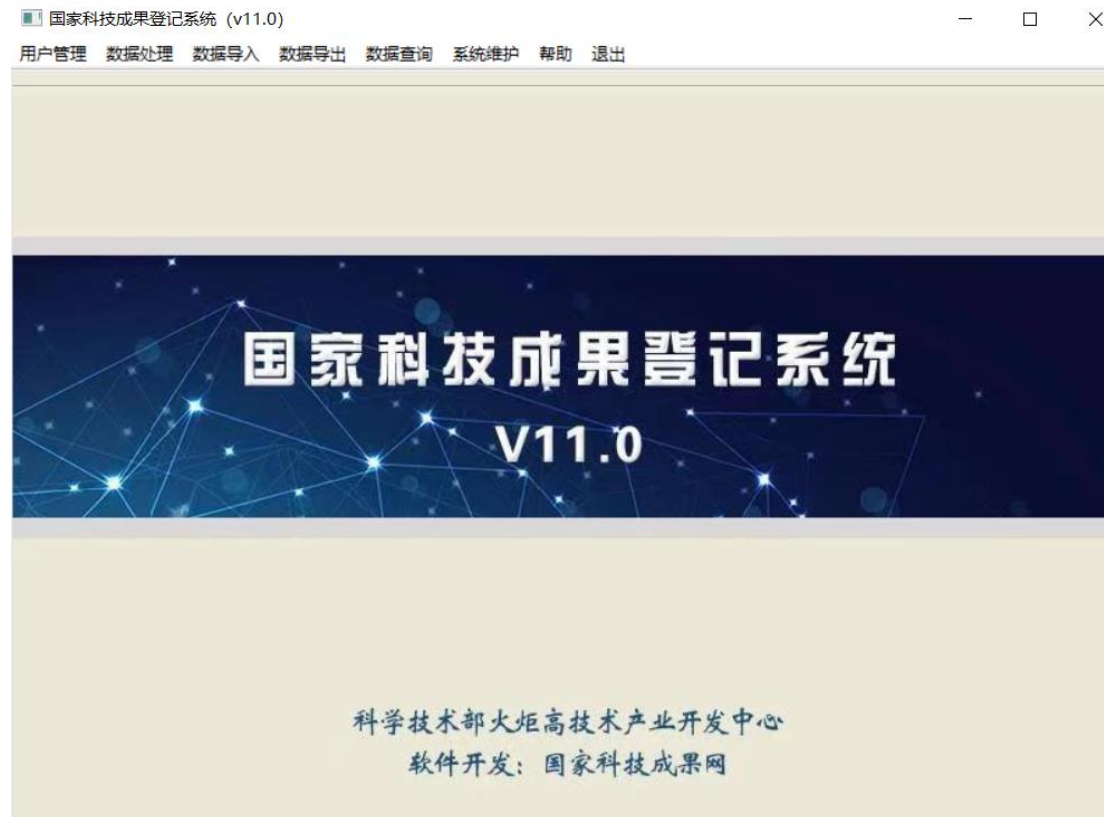 国家科技成果登记系统 (v11.0)
用户管理 数据处理 数据导入 数据导出 数据查询 系统维护 帮助 退出
国家科技成果登记系统
V11.0
科学技术部火炬高技术产业开发中心
软件开发：国家科技成果网